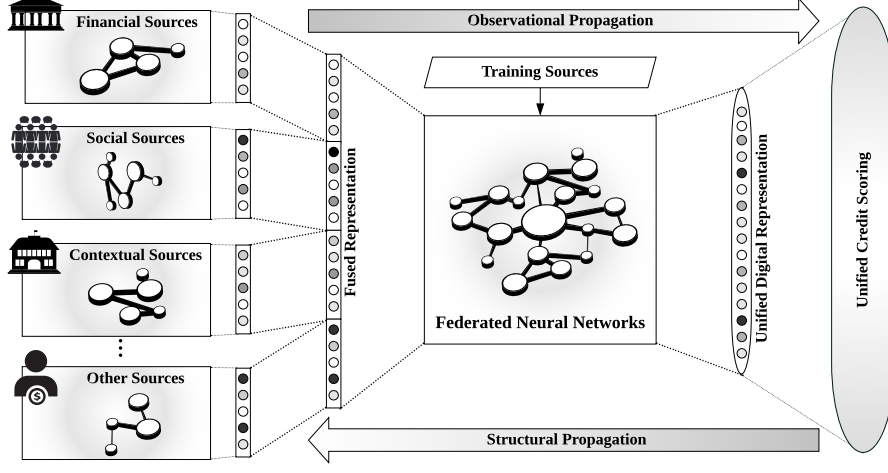 Financial Sources
Social Sources
Contextual Sources
Other Sources
$
Fused Representation
Observational Propagation
Training Sources
Federated Neural Networks
Structural Propagation
Unified Digital Representation
Unified Credit Scoring